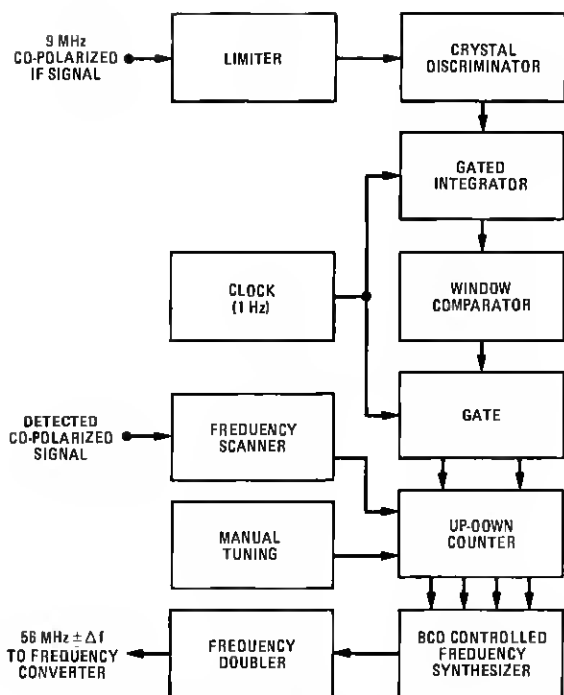 9 MHz
CO-POLARIZED
IF SIGNAL
LIMITER
CRYSTAL
DISCRIMINATOR
GATED
INTEGRATOR
CLOCK
(1 Hz)
WINDOW
COMPARATOR
DETECTED
CO-POLARIZED
SIGNAL
FREQUENCY
SCANNER
GATE
MANUAL
TUNING
UP-DOWN
COUNTER
56 MHz ± Δf
TO FREQUENCY
CONVERTER
FREQUENCY
DOUBLER
BCD CONTROLLED
FREQUENCY
SYNTHESIZER